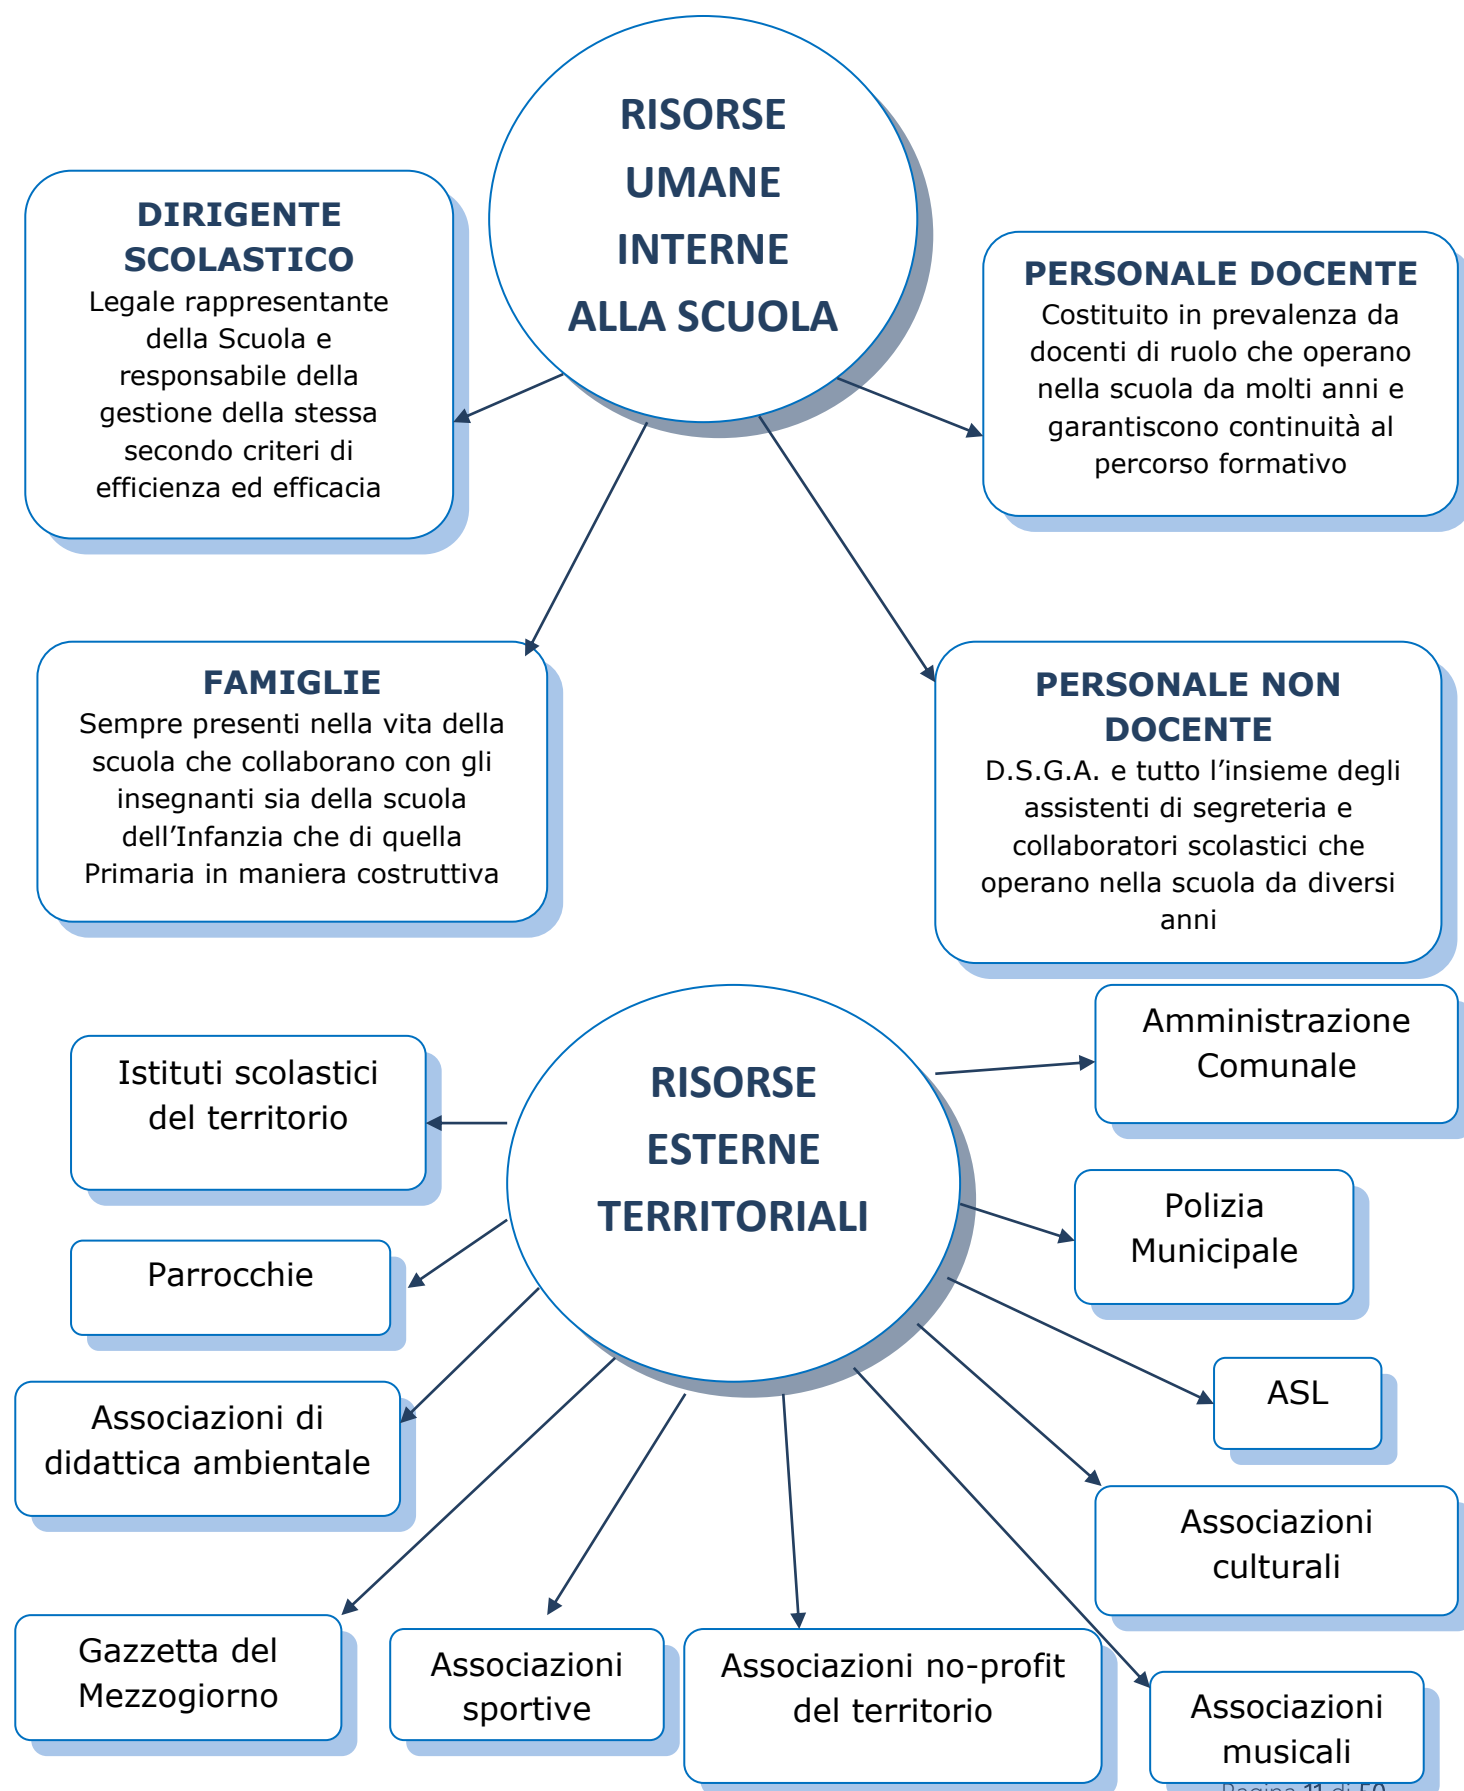 RISORSE
UMANE
INTERNE
ALLA SCUOLA
DIRIGENTE
SCOLASTICO
Legale rappresentante
della Scuola e
responsabile della
gestione della stessa
secondo criteri di
efficienza ed efficacia
PERSONALE DOCENTE
Costituito in prevalenza da
docenti di ruolo che operano
nella scuola da molti anni e
garantiscono continuità al
percorso formativo
FAMIGLIE
Sempre presenti nella vita della
scuola che collaborano con gli
insegnanti sia della scuola
dell’Infanzia che di quella
Primaria in maniera costruttiva
PERSONALE NON
DOCENTE
D.S.G.A. e tutto l’insieme degli
assistenti di segreteria e
collaboratori scolastici che
operano nella scuola da diversi
anni
RISORSE
ESTERNE
TERRITORIALI
Istituti scolastici
del territorio
Amministrazione
Comunale
Polizia
Municipale
Parrocchie
ASL
Associazioni di
didattica ambientale
Associazioni
culturali
Gazzetta del
Mezzogiorno
Associazioni
sportive
Associazioni no-profit
del territorio
Associazioni
musicali
Pagina 11 di 50